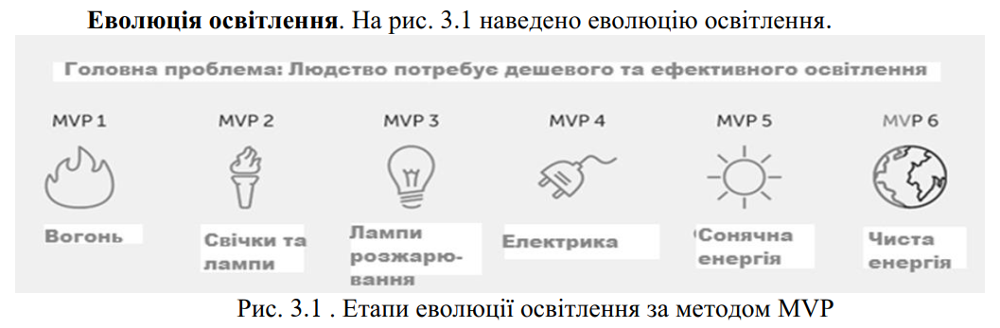 Еволюція освітлення. На рис. 3.1 наведено еволюцію освітлення.
Головна проблема: Людство потребує дешевого та ефективного освітлення
MVP 1
MVP 2
MVP 3
MVP 4
MVP 5
MVP 6
Вогонь
Свічки та
лампи
Лампи
розжарю-
вання
Електрика
Сонячна
енергія
Чиста
енергія
Рис. 3.1 . Етапи еволюції освітлення за методом MVP